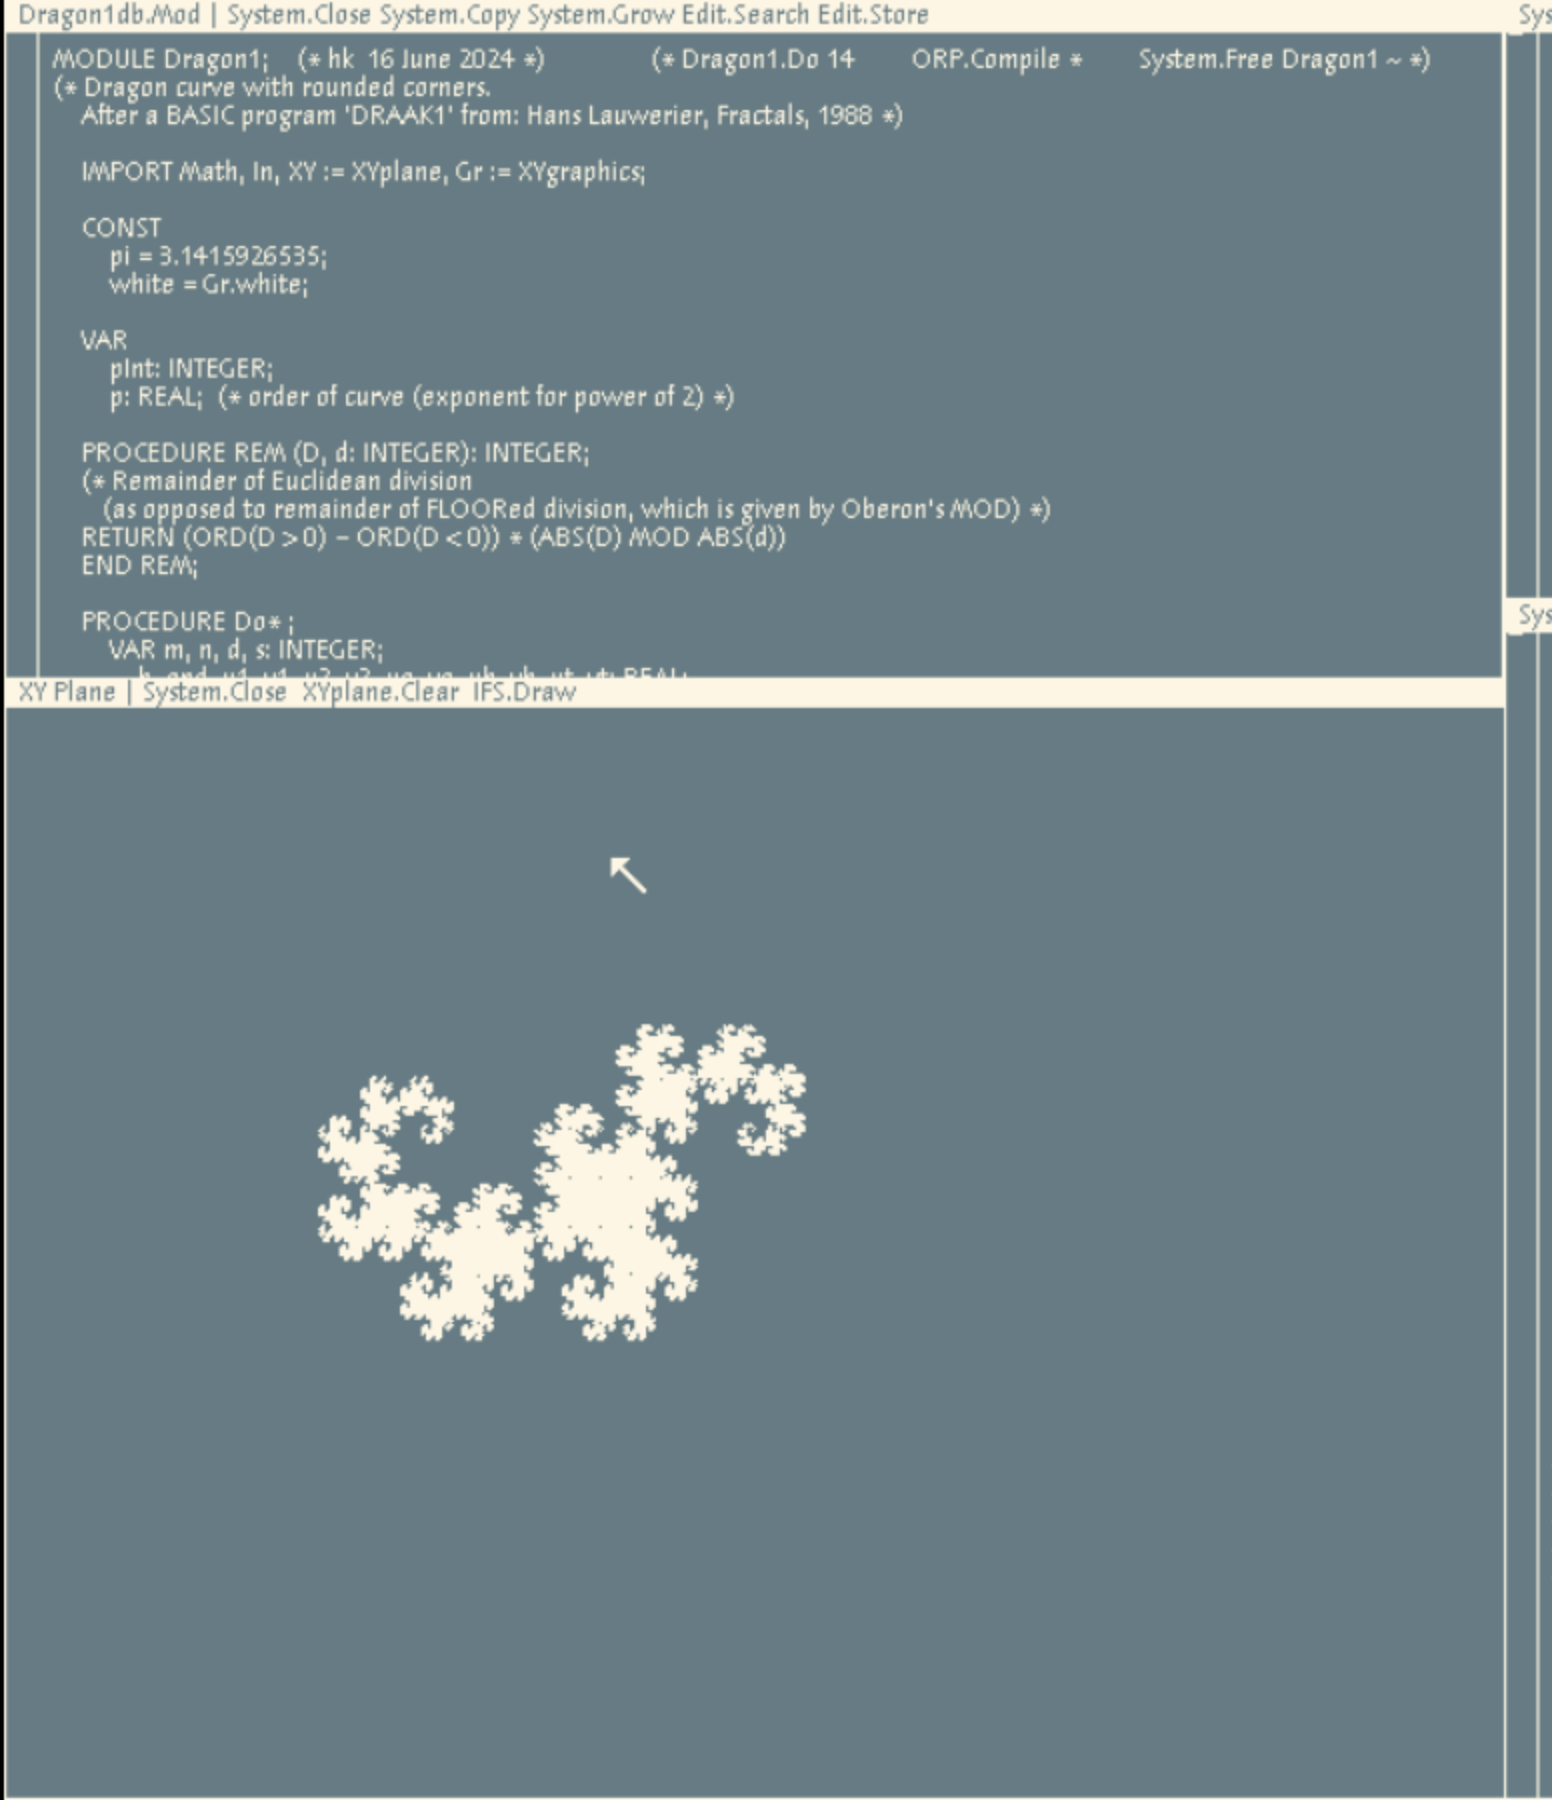 Dragon1db.Mod | System.Close System.Copy System.Grow Edit.Search Edit.Store
Sys
MODULE Dragon1;    (* hk  16 June 2024 *)               (* Dragon1.Do 14        ORP.Compile *        System.Free Dragon1 ~ *)
(* Dragon curve with rounded corners.
After a BASIC program 'DRAAK1' from: Hans Lauwerier, Fractals, 1988 *)
IMPORT Math, In, XY := XYplane, Gr := XYgraphics;
CONST
pi = 3.1415926535;
white = Gr.white;
VAR
pInt: INTEGER;
p: REAL;  (* order of curve (exponent for power of 2) *)
PROCEDURE REM (D, d: INTEGER): INTEGER;
(* Remainder of Euclidean division
(as opposed to remainder of FLOORed division, which is given by Oberon's MOD) *)
RETURN (ORD(D > 0) – ORD(D < 0)) * (ABS(D) MOD ABS(d))
END REM;
PROCEDURE Do* ;
VAR m, n, d, s: INTEGER;
Sys
XY Plane | System.Close  XYplane.Clear  IFS.Draw